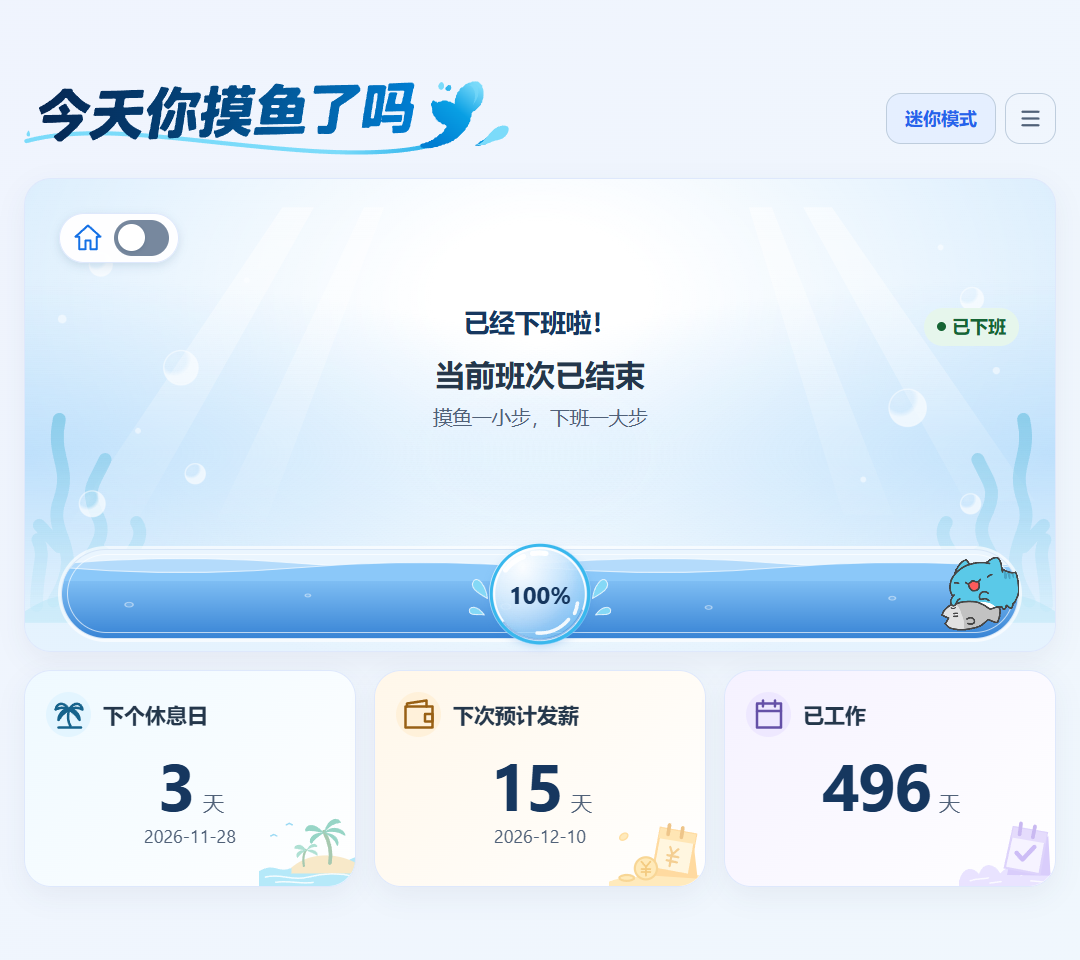 今天你摸鱼了吗
迷你模式
已经下班啦！
已下班
当前班次已结束
摸鱼一小步，下班一大步
100%
下个休息日
3 天
2026-11-28
下次预计发薪
15 天
2026-12-10
已工作
496 天